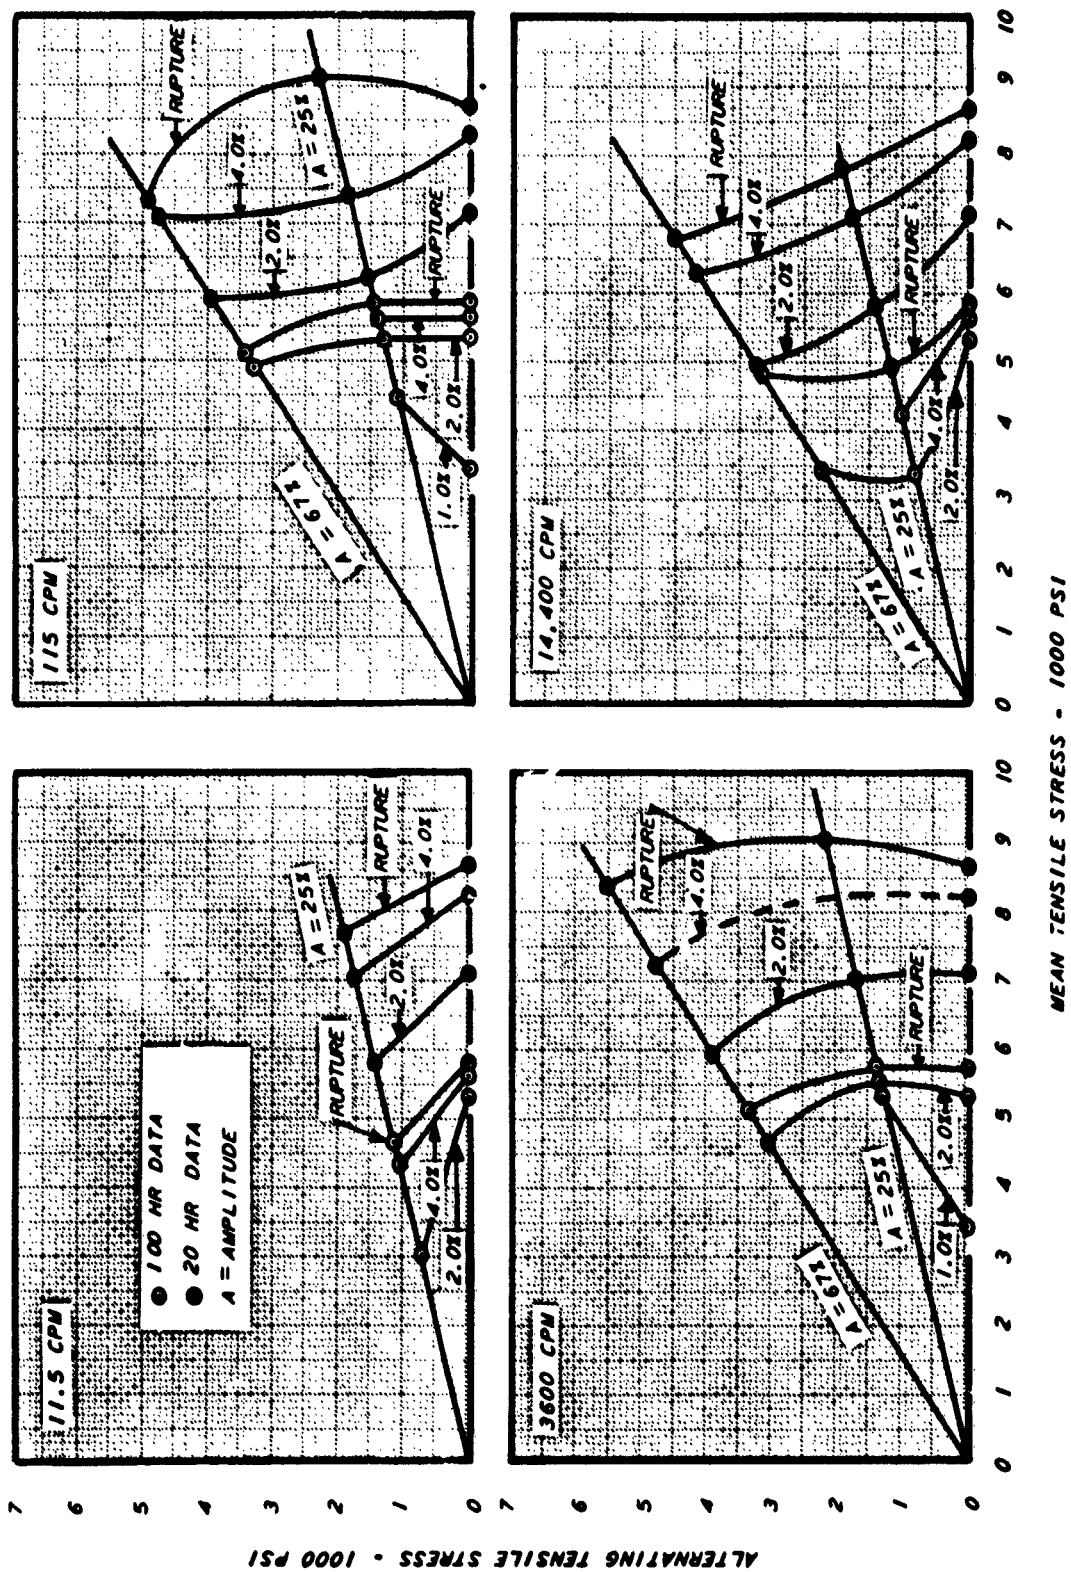 11.5 CPM
⊙ 100 HR DATA
● 20 HR DATA
A = AMPLITUDE
RUPTURE
A = 25%
2.0%
RUPTURE
4.0%
4.0%
2.0%
115 CPM
A = 67%
A = 25%
RUPTURE
4.0%
2.0%
RUPTURE
4.0%
2.0%
1.0%
3600 CPM
A = 67%
A = 25%
RUPTURE
4.0%
2.0%
RUPTURE
2.0%
1.0%
14,400 CPM
A = 67%
A = 25%
RUPTURE
4.0%
2.0%
RUPTURE
4.0%
2.0%
7
6
5
4
3
2
1
0
7
6
5
4
3
2
1
0
ALTERNATING TENSILE STRESS - 1000 PSI
0 1 2 3 4 5 6 7 8 9 10
0 1 2 3 4 5 6 7 8 9 10
MEAN TENSILE STRESS - 1000 PSI